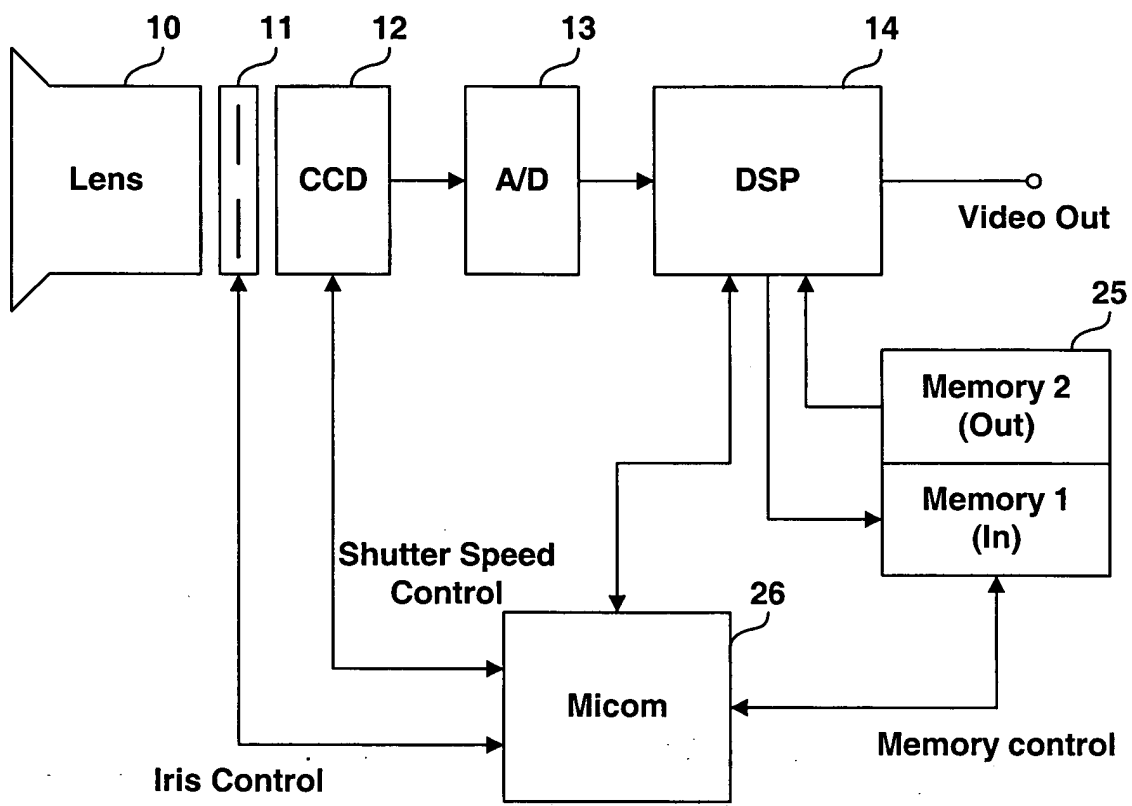 10
11
12
13
14
Lens
CCD
A/D
DSP
Video Out
25
Memory 2
(Out)
Memory 1
(In)
Shutter Speed
Control
26
Micom
Memory control
Iris Control